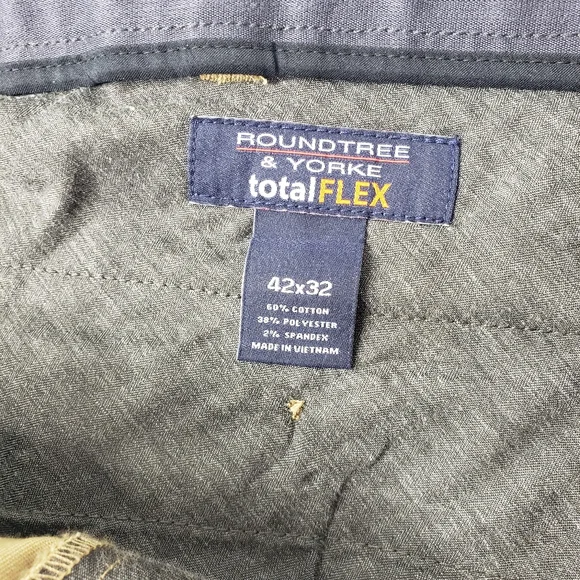 ROUNDTREE
& YORKE
totalFLEX
42x32
60% COTTON
38% POLYESTER
2% SPANDEX
MADE IN VIETNAM